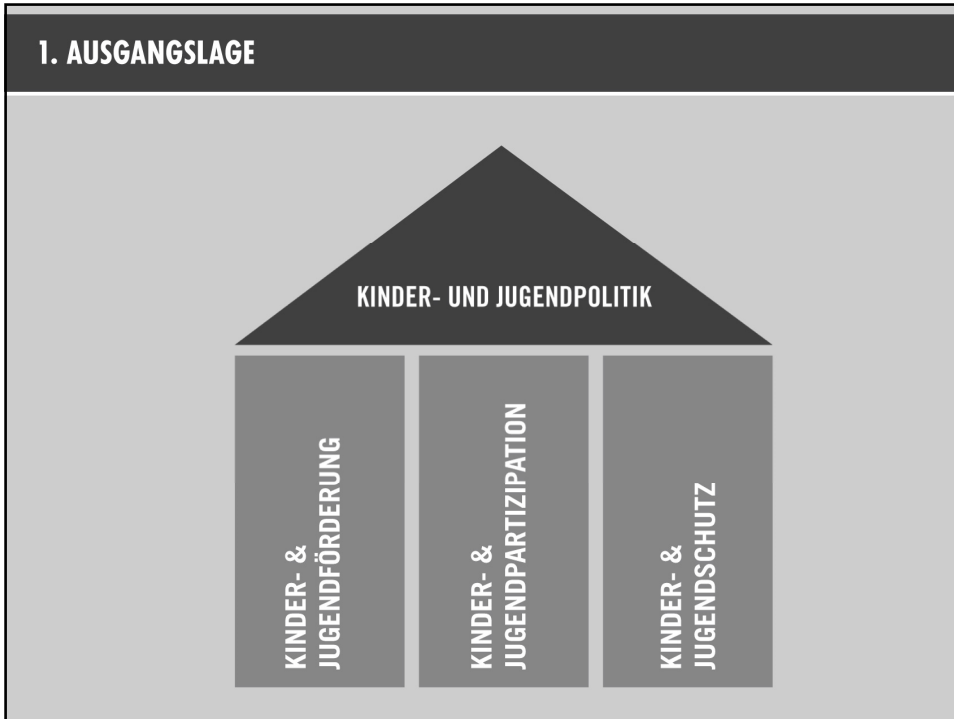 1. AUSGANGSLAGE
KINDER- UND JUGENDPOLITIK
KINDER- &
JUGENDFÖRDERUNG
KINDER- &
JUGENDPARTIZIPATION
KINDER- &
JUGENDSCHUTZ